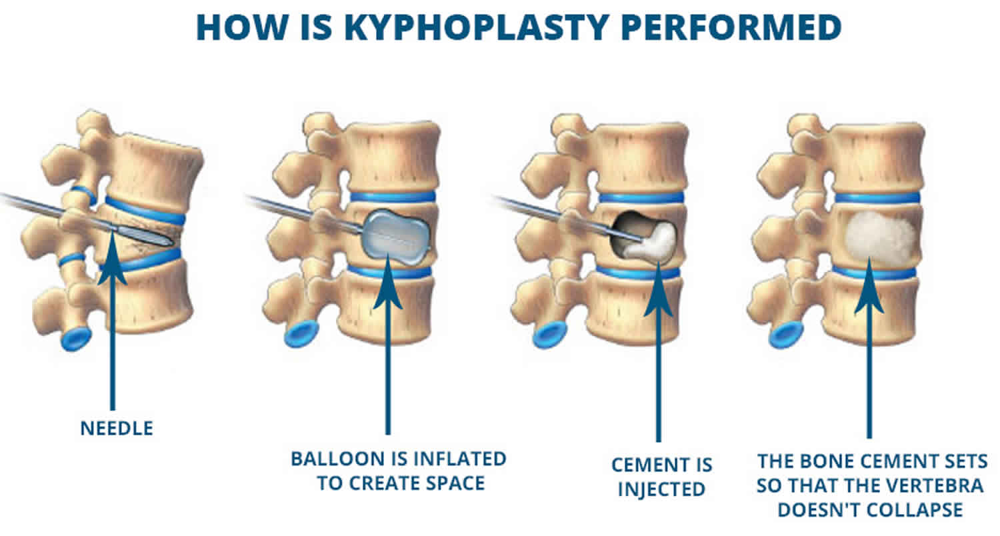 HOW IS KYPHOPLASTY PERFORMED
NEEDLE
BALLOON IS INFLATED
TO CREATE SPACE
CEMENT IS
INJECTED
THE BONE CEMENT SETS
SO THAT THE VERTEBRA
DOESN'T COLLAPSE